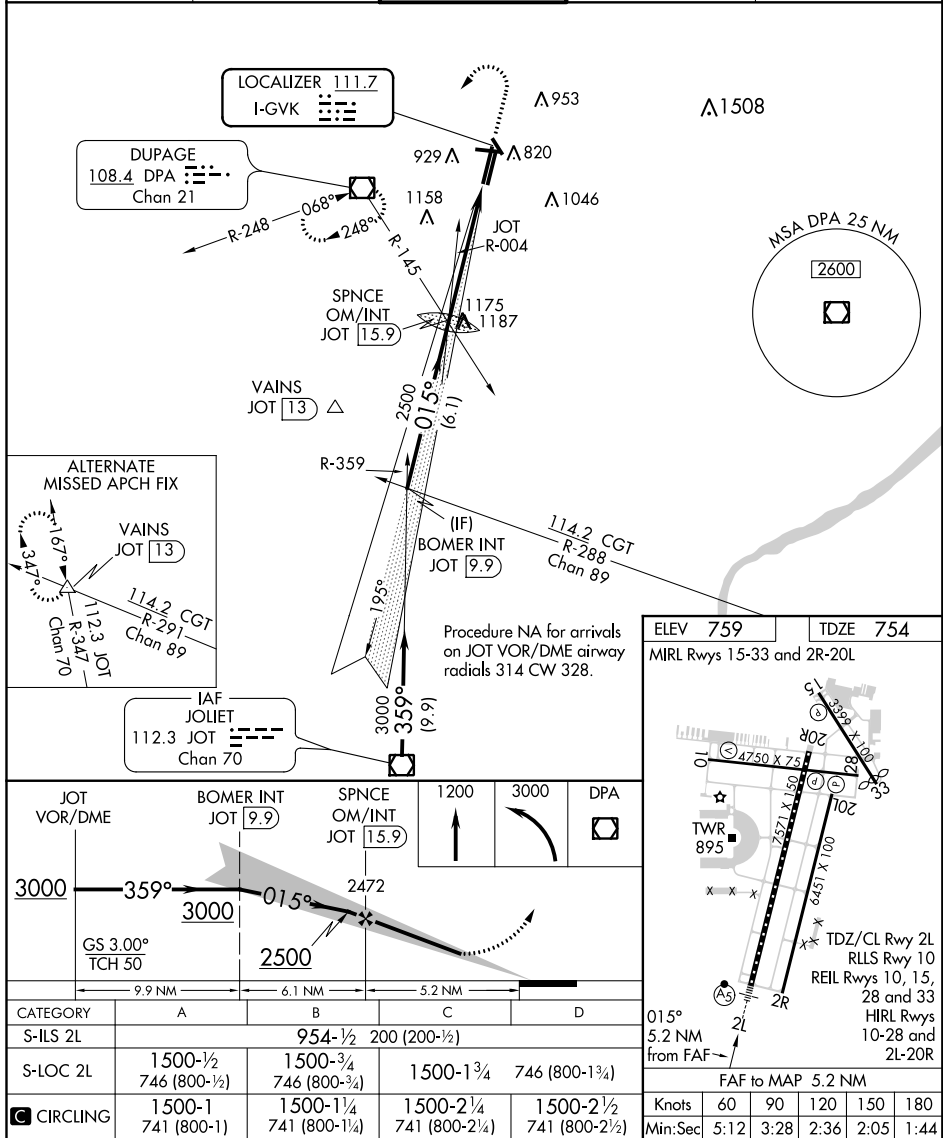 LOCALIZER 111.7
I-GVK
953
1508
DUPAGE
108.4 DPA
Chan 21
929
820
1158
1046
068°
248°
R-248
R-145
JOT
R-004
MSA DPA 25 NM
2600
SPNCE
OM/INT
JOT 15.9
1175
1187
VAINS
JOT 13
2500
015°
(6.1)
R-359
ALTERNATE
MISSED APCH FIX
VAINS
JOT 13
167°
347°
114.2 CGT
R-291
Chan 89
112.3 JOT
R-347
Chan 70
(IF)
BOMER INT
JOT 9.9
114.2 CGT
R-288
Chan 89
195°
Procedure NA for arrivals
on JOT VOR/DME airway
radials 314 CW 328.
3000
359°
(9.9)
IAF
JOLIET
112.3 JOT
Chan 70
ELEV 759
TDZE 754
MIRL Rwys 15-33 and 2R-20L
15
3399 X 100
33
20R
10
4750 X 75
28
20L
7571 X 150
6451 X 100
TWR
895
X X X
X X
P
V
P
P
A5
2L
2R
TDZ/CL Rwy 2L
RLLS Rwy 10
REIL Rwys 10, 15,
28 and 33
HIRL Rwys
10-28 and
2L-20R
015°
5.2 NM
from FAF
FAF to MAP 5.2 NM
Knots 60 90 120 150 180
Min:Sec 5:12 3:28 2:36 2:05 1:44
JOT
VOR/DME
BOMER INT
JOT 9.9
SPNCE
OM/INT
JOT 15.9
1200
3000
DPA
3000
359°
3000
015°
2472
2500
GS 3.00°
TCH 50
9.9 NM
6.1 NM
5.2 NM
CATEGORY A B C D
S-ILS 2L 954-½ 200 (200-½)
S-LOC 2L 1500-½ 746 (800-½) 1500-¾ 746 (800-¾) 1500-1¾ 746 (800-1¾)
C CIRCLING 1500-1 741 (800-1) 1500-1¼ 741 (800-1¼) 1500-2¼ 741 (800-2¼) 1500-2½ 741 (800-2½)